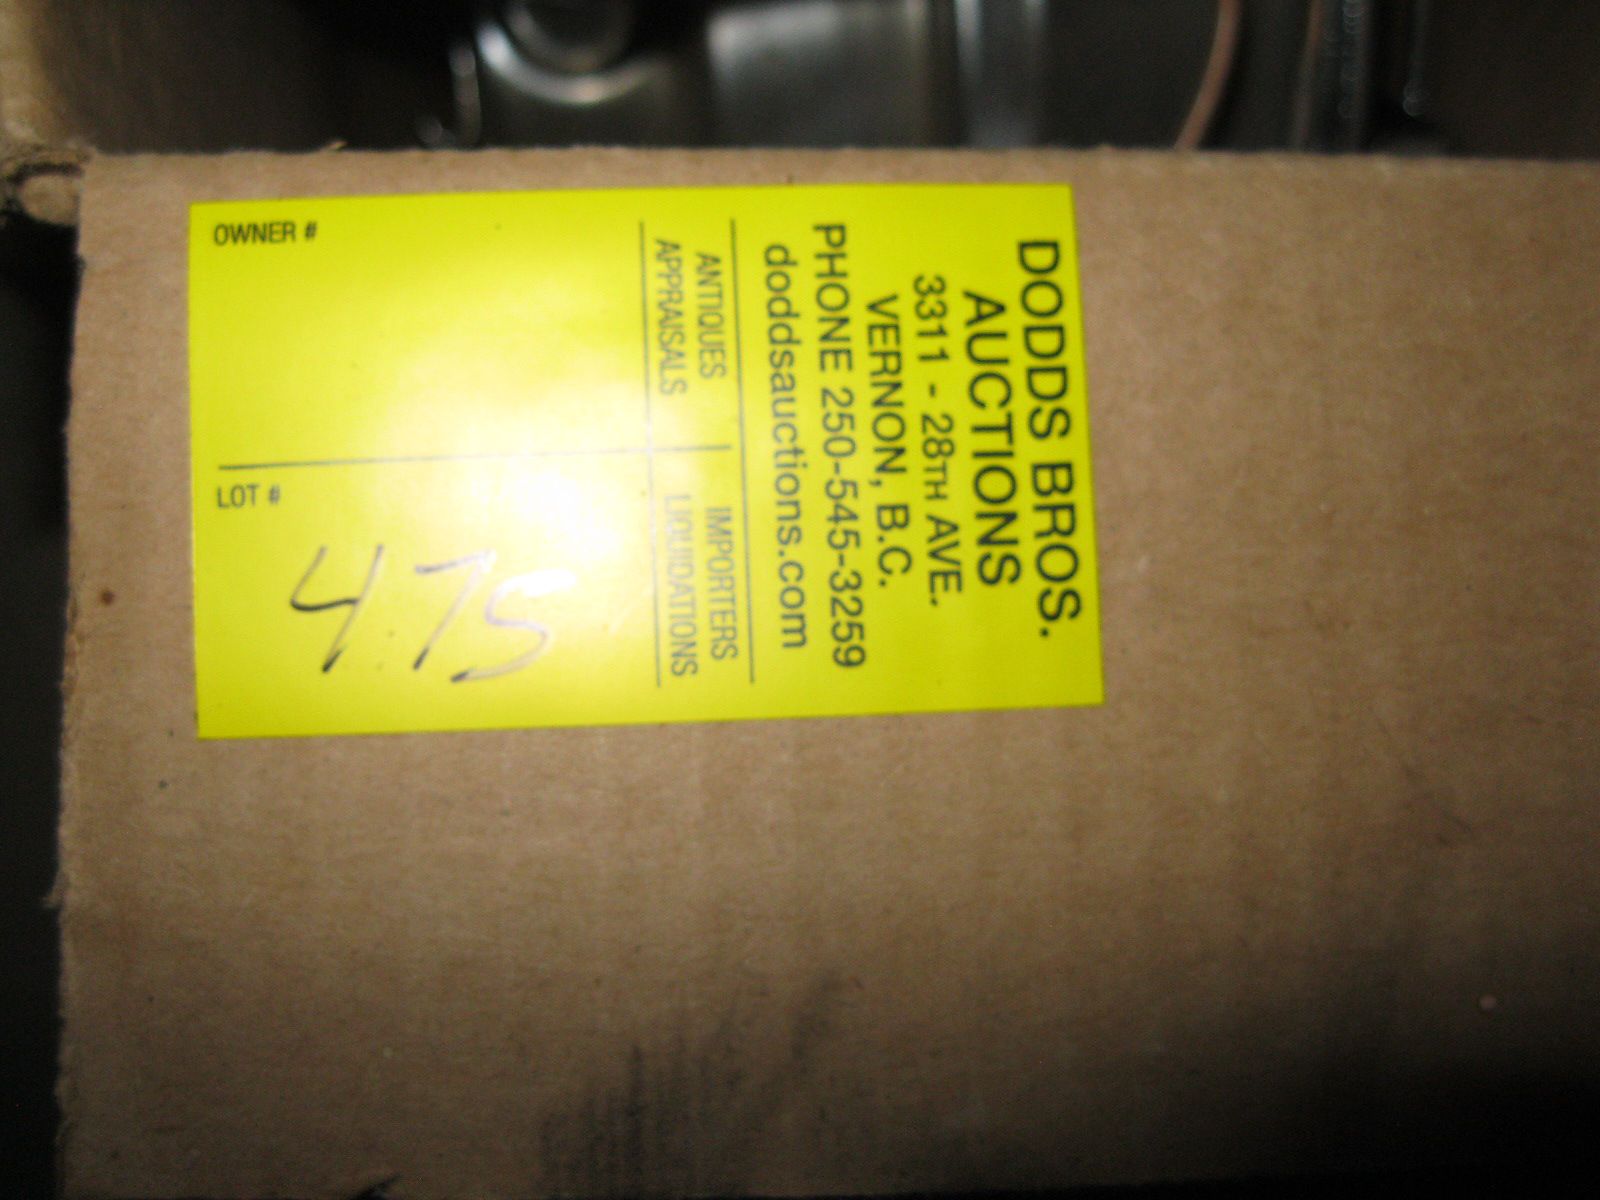 DODDS BROS.
AUCTIONS
3311 - 28TH AVE.
VERNON, B.C.
PHONE 250-545-3259
doddsauctions.com
ANTIQUES IMPORTERS
APPRAISALS LIQUIDATIONS
OWNER #
LOT #
475